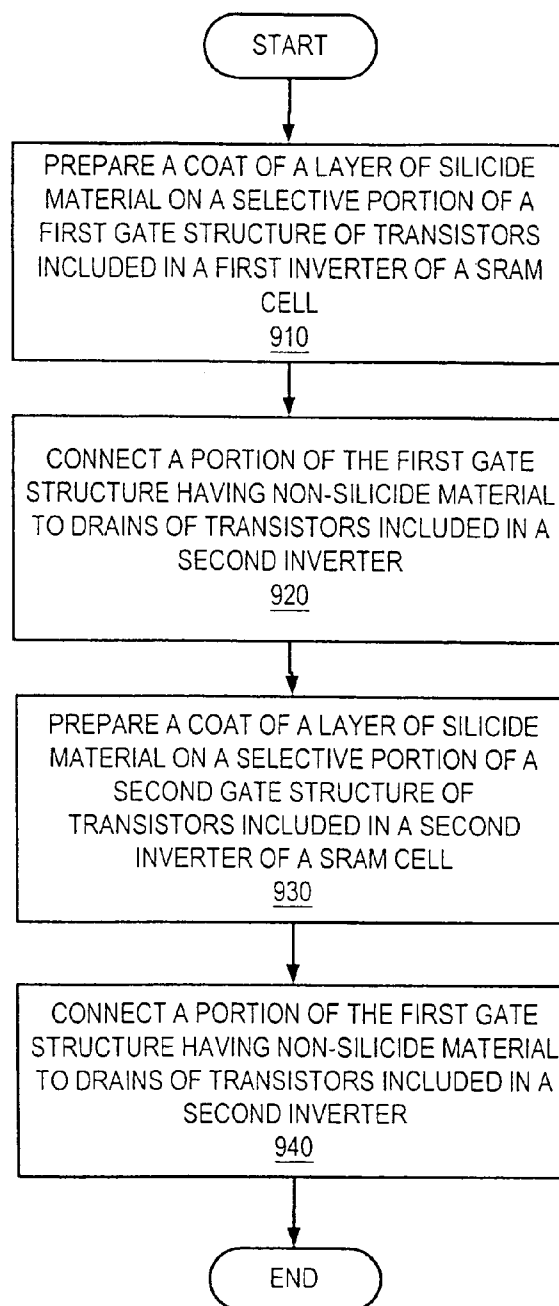 START
PREPARE A COAT OF A LAYER OF SILICIDE
MATERIAL ON A SELECTIVE PORTION OF A
FIRST GATE STRUCTURE OF TRANSISTORS
INCLUDED IN A FIRST INVERTER OF A SRAM
CELL
910
CONNECT A PORTION OF THE FIRST GATE
STRUCTURE HAVING NON-SILICIDE MATERIAL
TO DRAINS OF TRANSISTORS INCLUDED IN A
SECOND INVERTER
920
PREPARE A COAT OF A LAYER OF SILICIDE
MATERIAL ON A SELECTIVE PORTION OF A
SECOND GATE STRUCTURE OF
TRANSISTORS INCLUDED IN A SECOND
INVERTER OF A SRAM CELL
930
CONNECT A PORTION OF THE FIRST GATE
STRUCTURE HAVING NON-SILICIDE MATERIAL
TO DRAINS OF TRANSISTORS INCLUDED IN A
SECOND INVERTER
940
END